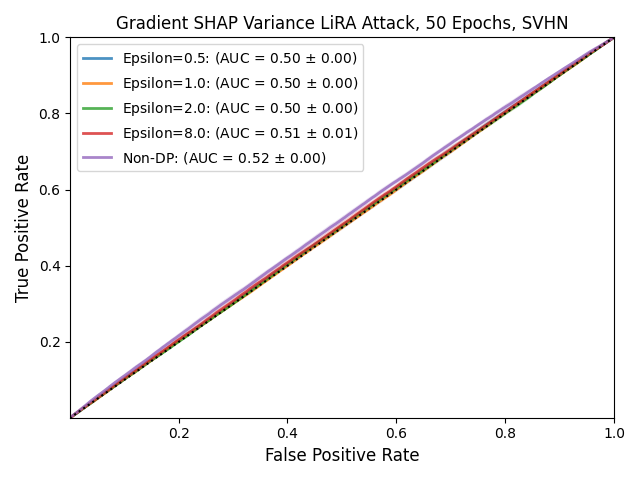 Gradient SHAP Variance LiRA Attack, 50 Epochs, SVHN
1.0
Epsilon=0.5: (AUC = 0.50 ± 0.00)
Epsilon=1.0: (AUC = 0.50 ± 0.00)
Epsilon=2.0: (AUC = 0.50 ± 0.00)
Epsilon=8.0: (AUC = 0.51 ± 0.01)
Non-DP: (AUC = 0.52 ± 0.00)
0.8
0.6
0.4
0.2
True Positive Rate
0.2 0.4 0.6 0.8 1.0
False Positive Rate